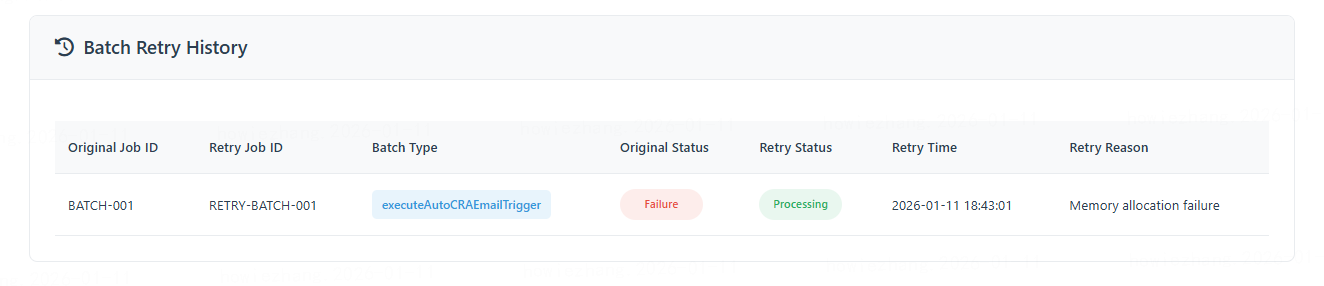 Batch Retry History
Original Job ID Retry Job ID Batch Type Original Status Retry Status Retry Time Retry Reason
BATCH-001 RETRY-BATCH-001 executeAutoCRAEmailTrigger Failure Processing 2026-01-11 18:43:01 Memory allocation failure